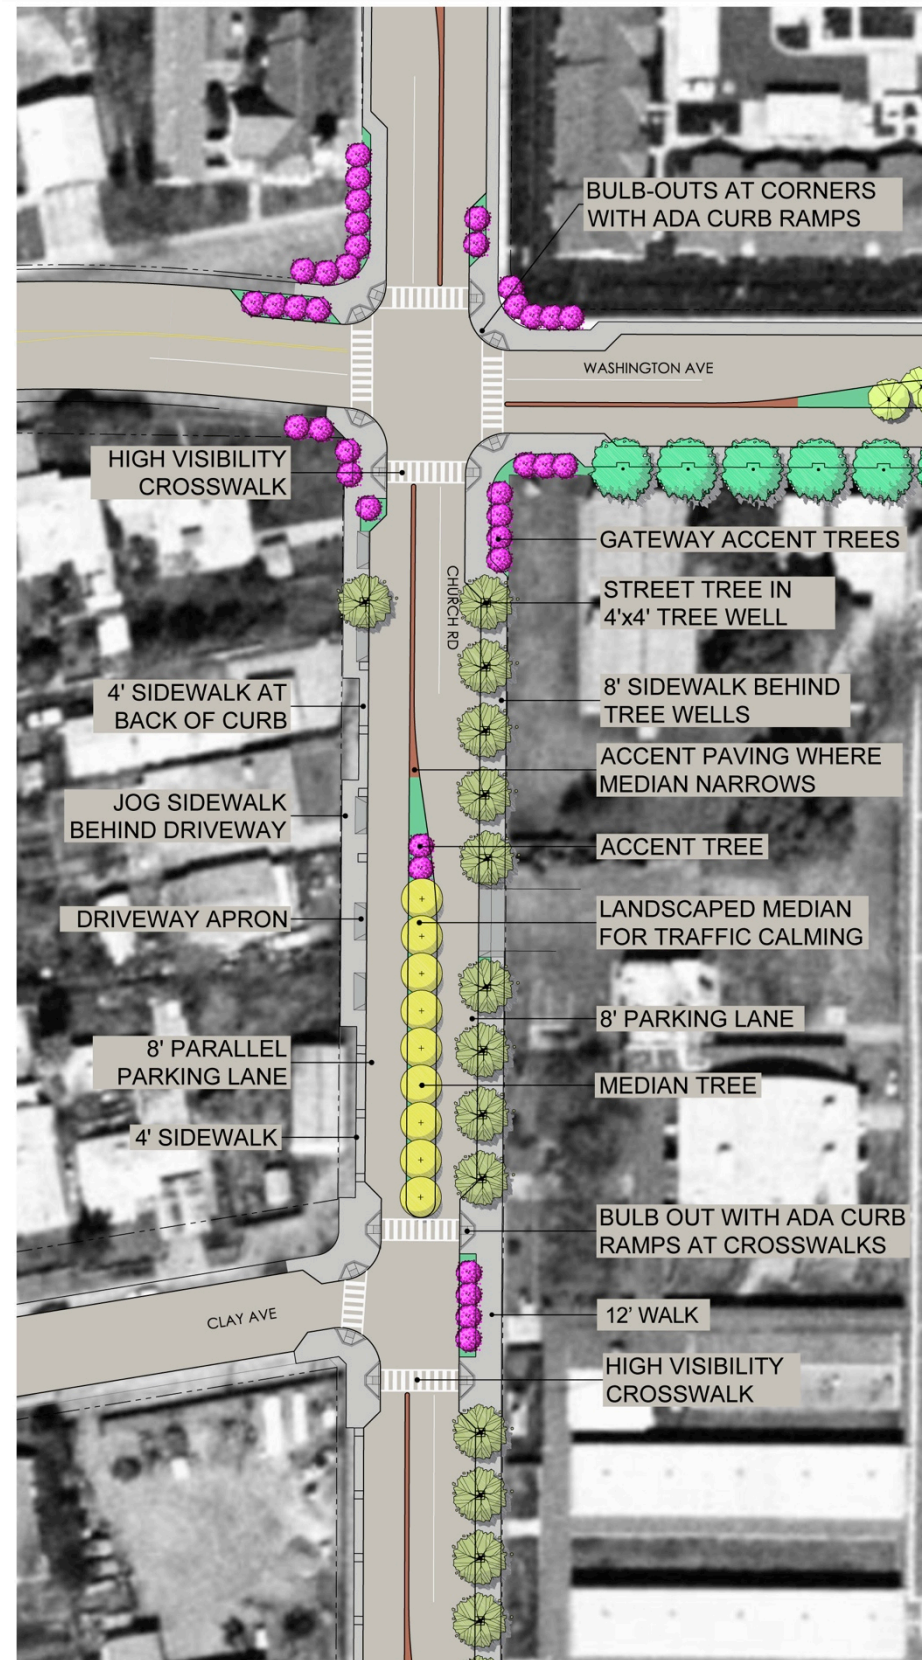 BULB-OUTS AT CORNERS
WITH ADA CURB RAMPS
WASHINGTON AVE
HIGH VISIBILITY
CROSSWALK
GATEWAY ACCENT TREES
CHURCH RD
STREET TREE IN
4'x4' TREE WELL
4' SIDEWALK AT
BACK OF CURB
8' SIDEWALK BEHIND
TREE WELLS
ACCENT PAVING WHERE
MEDIAN NARROWS
JOG SIDEWALK
BEHIND DRIVEWAY
ACCENT TREE
DRIVEWAY APRON
LANDSCAPED MEDIAN
FOR TRAFFIC CALMING
8' PARKING LANE
8' PARALLEL
PARKING LANE
MEDIAN TREE
4' SIDEWALK
BULB OUT WITH ADA CURB
RAMPS AT CROSSWALKS
CLAY AVE
12' WALK
HIGH VISIBILITY
CROSSWALK